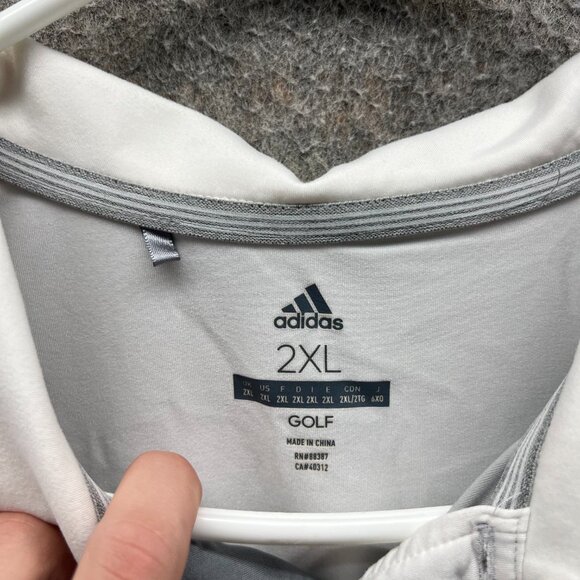 adidas
2XL
UK US F D I E CDN J
2XL 2XL 2XL 2XL 2XL 2XL 2XL/2TG 6XO
GOLF
MADE IN CHINA
RN#88387
CA#40312